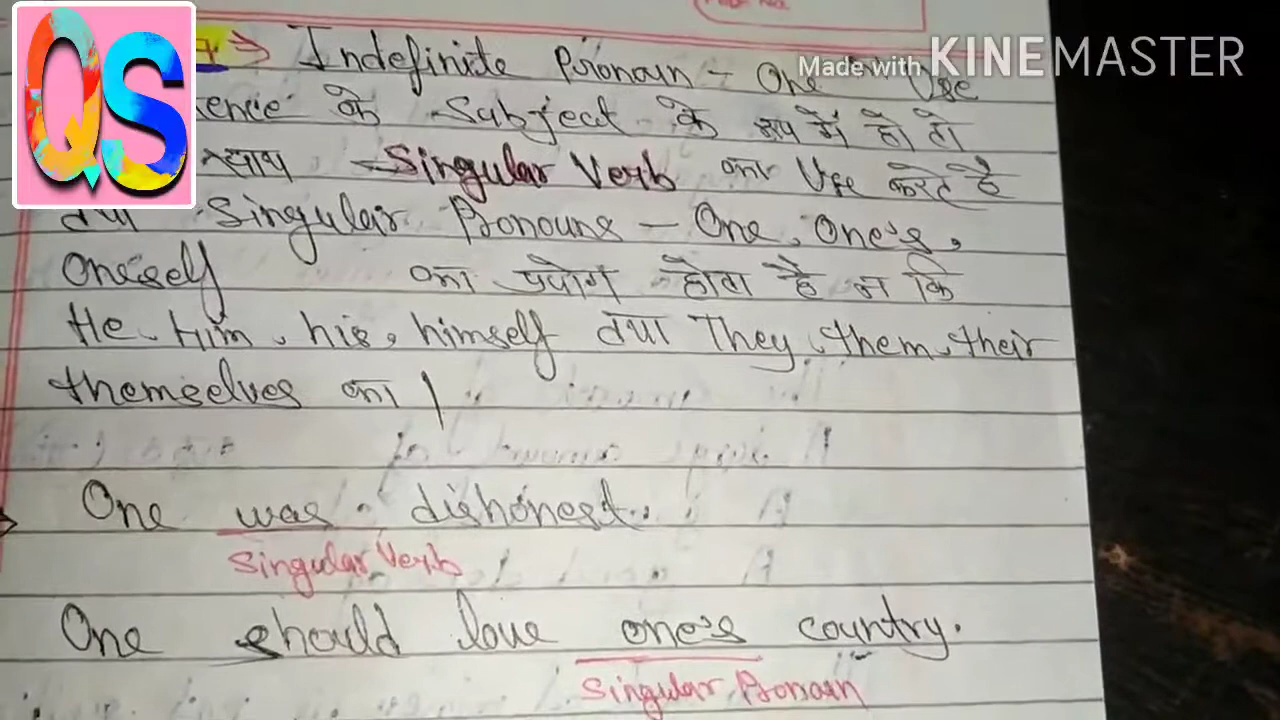 QS
Made with KINEMASTER
7 → Indefinite Pronoun - One Use
ence के Subject के रूप में हो तो
साथ Singular Verb का Use करते है
तथा Singular Pronouns - One, One's,
Oneself का प्रयोग होता है न कि
He, Him, his, himself तथा They, them, their
themselves का |
One was dishonest.
Singular Verb
One should love one's country.
Singular Pronoun